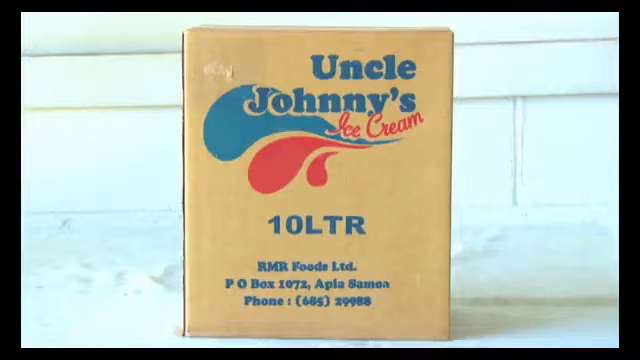 Uncle
Johnny's
Ice Cream
10LTR
RMR Foods Ltd.
P O Box 1072, Apia Samoa
Phone : (685) 29988